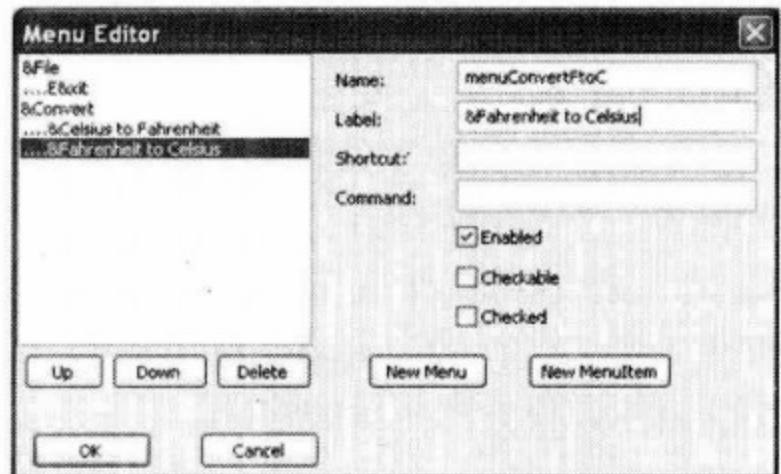 Menu Editor
&File
....E&xit
&Convert
....&Celsius to Fahrenheit
....&Fahrenheit to Celsius
Name: menuConvertFtoC
Label: &Fahrenheit to Celsius
Shortcut:'
Command:
Enabled
Checkable
Checked
Up Down Delete New Menu New MenuItem
OK Cancel